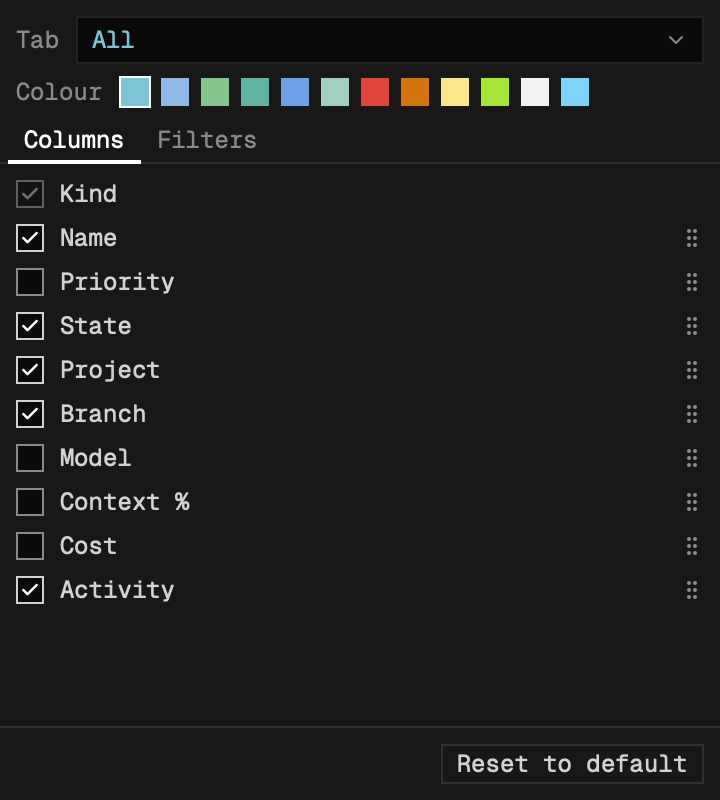 Tab All
Colour
Columns Filters
Kind
Name
Priority
State
Project
Branch
Model
Context %
Cost
Activity
Reset to default